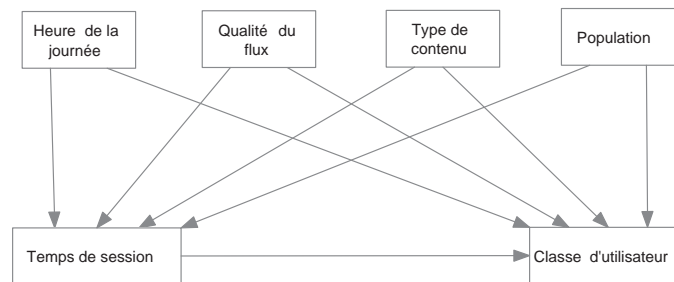 Heure de la
journée
Qualité du
flux
Type de
contenu
Population
Temps de session
Classe d'utilisateur